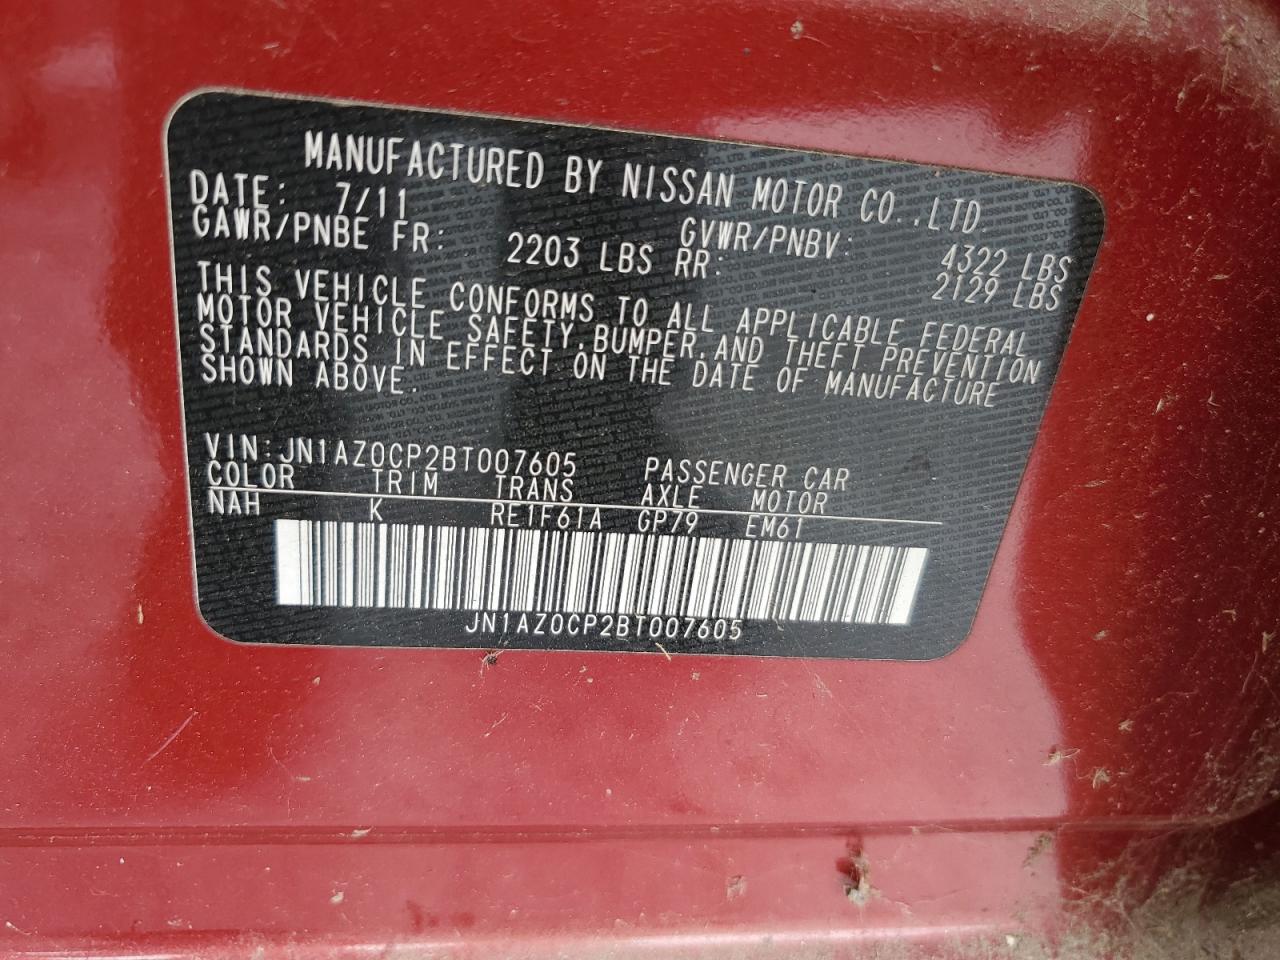 MANUFACTURED BY NISSAN MOTOR CO.,LTD.
DATE: 7/11 GVWR/PNBV: 4322 LBS
GAWR/PNBE FR: 2203 LBS RR: 2129 LBS
THIS VEHICLE CONFORMS TO ALL APPLICABLE FEDERAL
MOTOR VEHICLE SAFETY,BUMPER,AND THEFT PREVENTION
STANDARDS IN EFFECT ON THE DATE OF MANUFACTURE
SHOWN ABOVE.
VIN:JN1AZ0CP2BT007605 PASSENGER CAR
COLOR TRIM TRANS AXLE MOTOR
NAH K RE1F61A GP79 EM61
JN1AZ0CP2BT007605